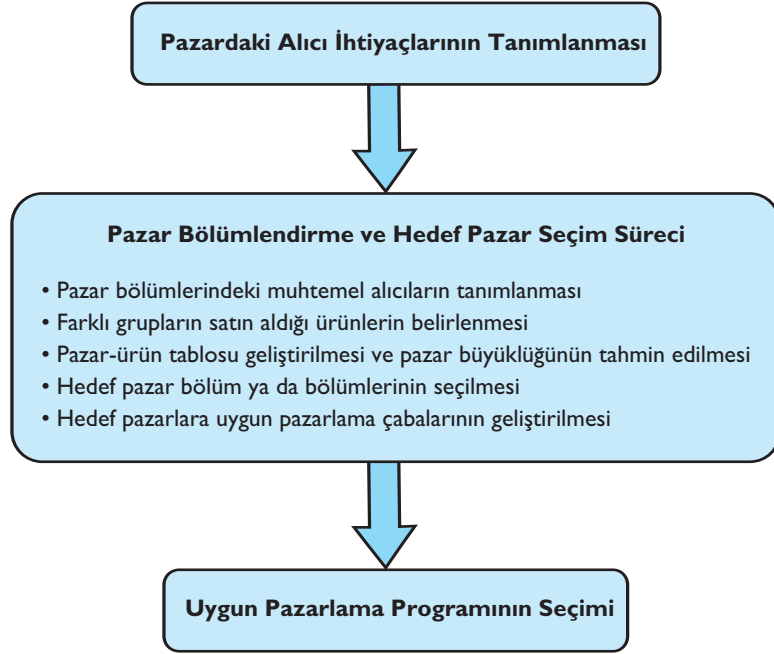 Pazardaki Alıcı İhtiyaçlarının Tanımlanması
Pazar Bölümlendirme ve Hedef Pazar Seçim Süreci
• Pazar bölümlerindeki muhtemel alıcıların tanımlanması
• Farklı grupların satın aldığı ürünlerin belirlenmesi
• Pazar-ürün tablosu geliştirilmesi ve pazar büyüklüğünün tahmin edilmesi
• Hedef pazar bölüm ya da bölümlerinin seçilmesi
• Hedef pazarlara uygun pazarlama çabalarının geliştirilmesi
Uygun Pazarlama Programının Seçimi